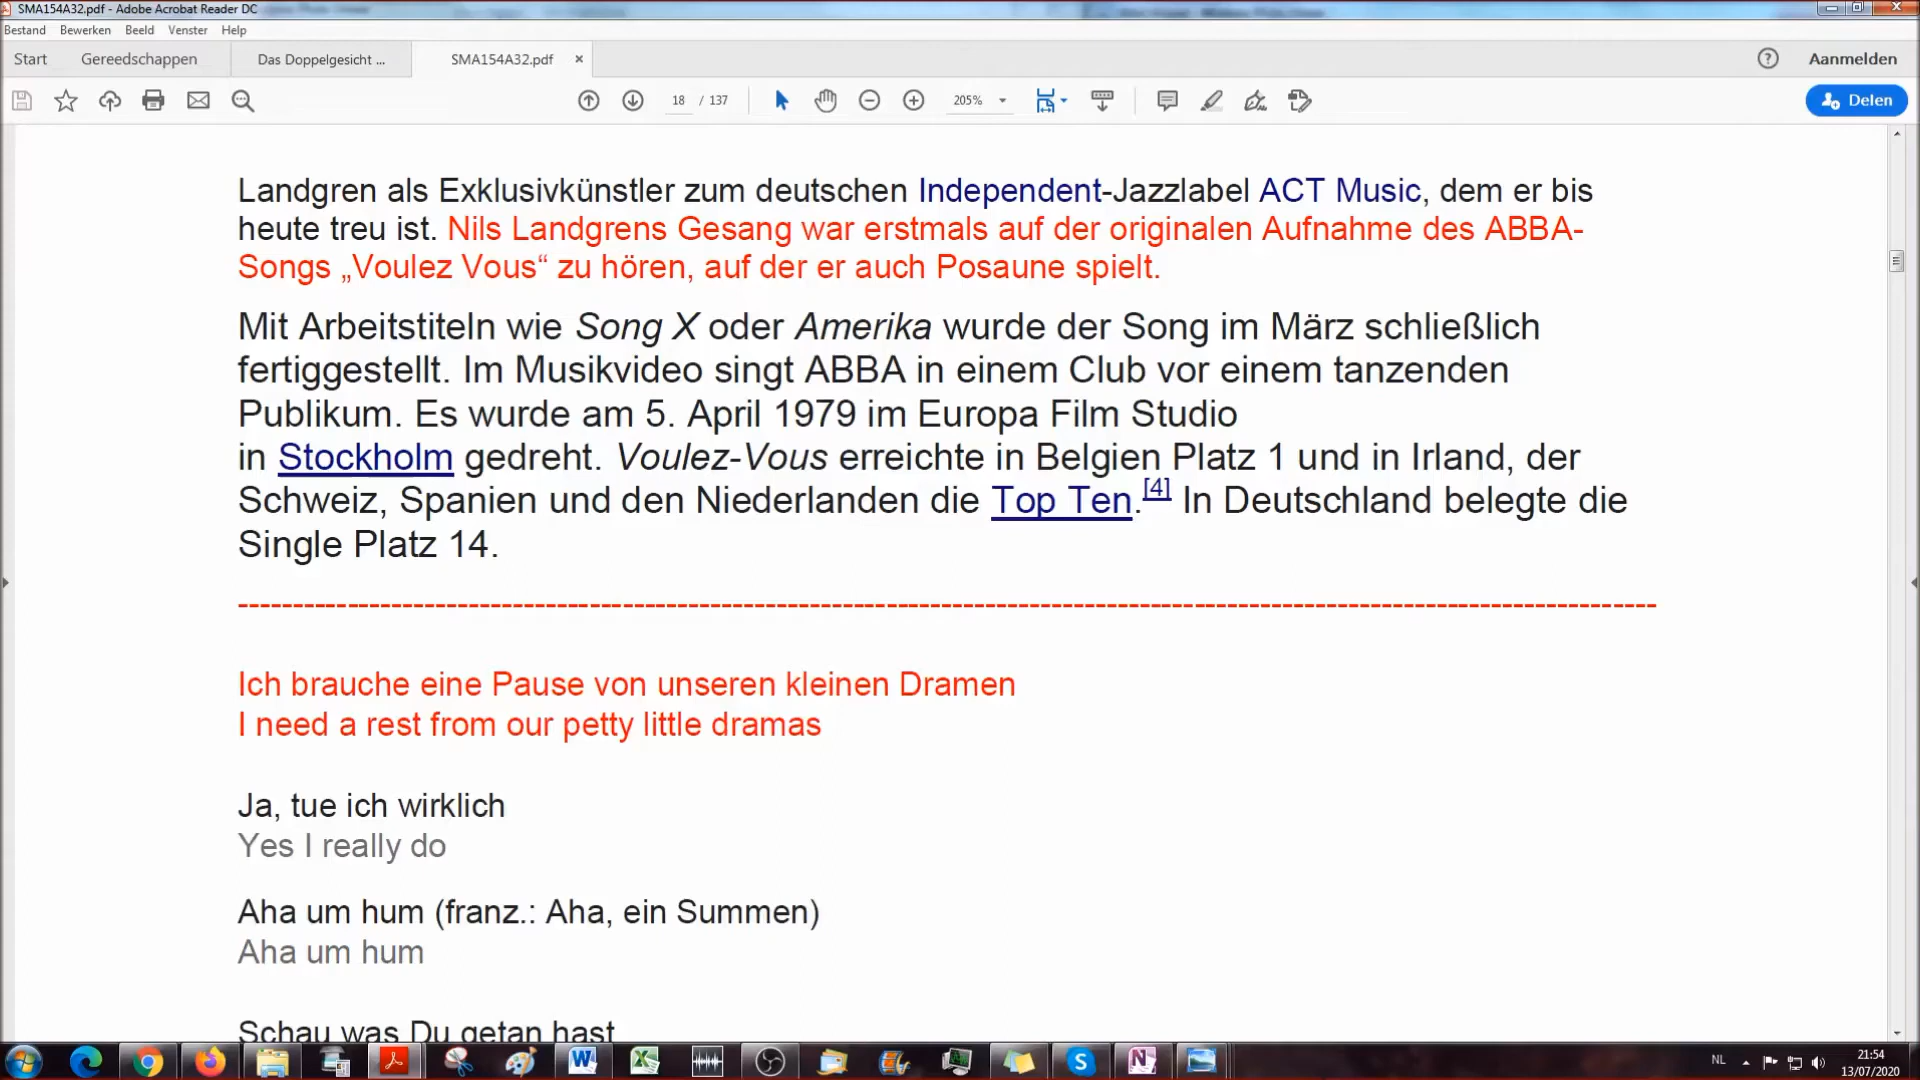 SMA154A32.pdf - Adobe Acrobat Reader DC
Bestand Bewerken Beeld Venster Help
Start Gereedschappen Das Doppelgesicht ... SMA154A32.pdf × Aanmelden
18 / 137 205% Delen
Landgren als Exklusivkünstler zum deutschen Independent-Jazzlabel ACT Music, dem er bis
heute treu ist. Nils Landgrens Gesang war erstmals auf der originalen Aufnahme des ABBA-
Songs „Voulez Vous“ zu hören, auf der er auch Posaune spielt.
Mit Arbeitstiteln wie Song X oder Amerika wurde der Song im März schließlich
fertiggestellt. Im Musikvideo singt ABBA in einem Club vor einem tanzenden
Publikum. Es wurde am 5. April 1979 im Europa Film Studio
in Stockholm gedreht. Voulez-Vous erreichte in Belgien Platz 1 und in Irland, der
Schweiz, Spanien und den Niederlanden die Top Ten.[4] In Deutschland belegte die
Single Platz 14.
Ich brauche eine Pause von unseren kleinen Dramen
I need a rest from our petty little dramas
Ja, tue ich wirklich
Yes I really do
Aha um hum (franz.: Aha, ein Summen)
Aha um hum
Schau was Du getan hast
NL 21:54
13/07/2020